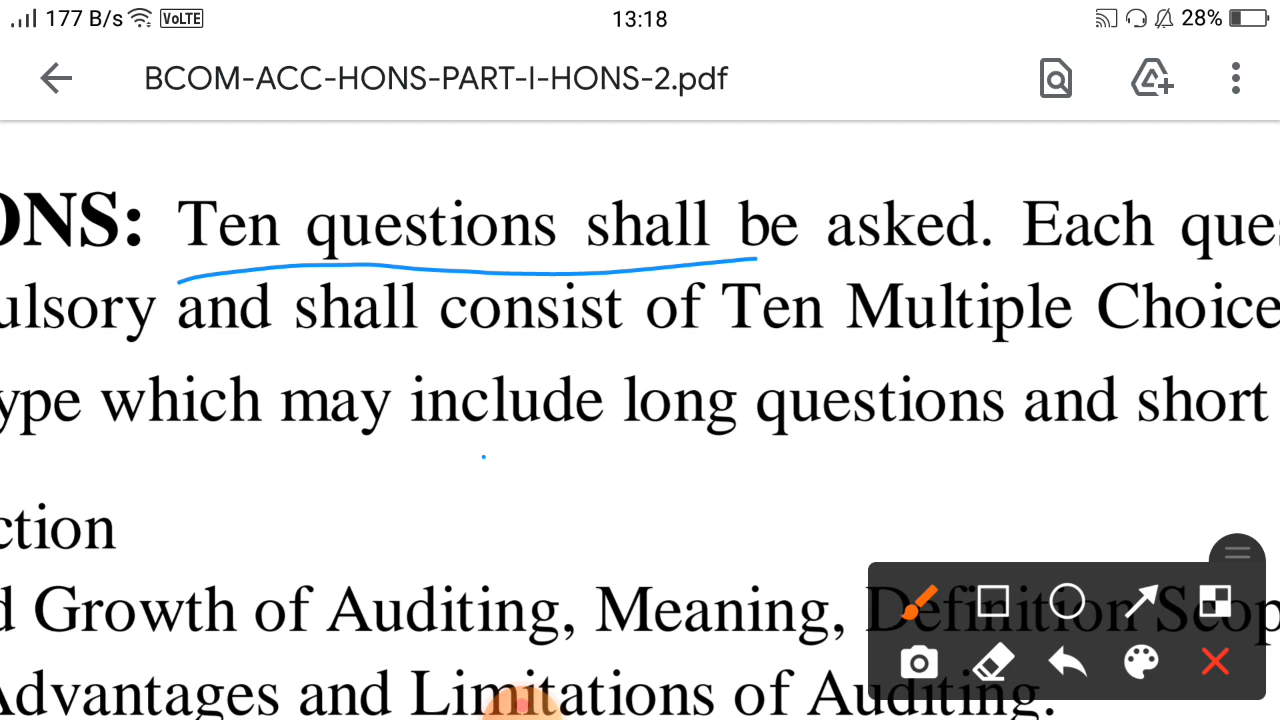 177 B/s VoLTE 13:18 28%
BCOM-ACC-HONS-PART-I-HONS-2.pdf
ONS: Ten questions shall be asked. Each ques
ulsory and shall consist of Ten Multiple Choice
ype which may include long questions and short
ction
d Growth of Auditing, Meaning, Definition Scop
Advantages and Limitations of Auditing.